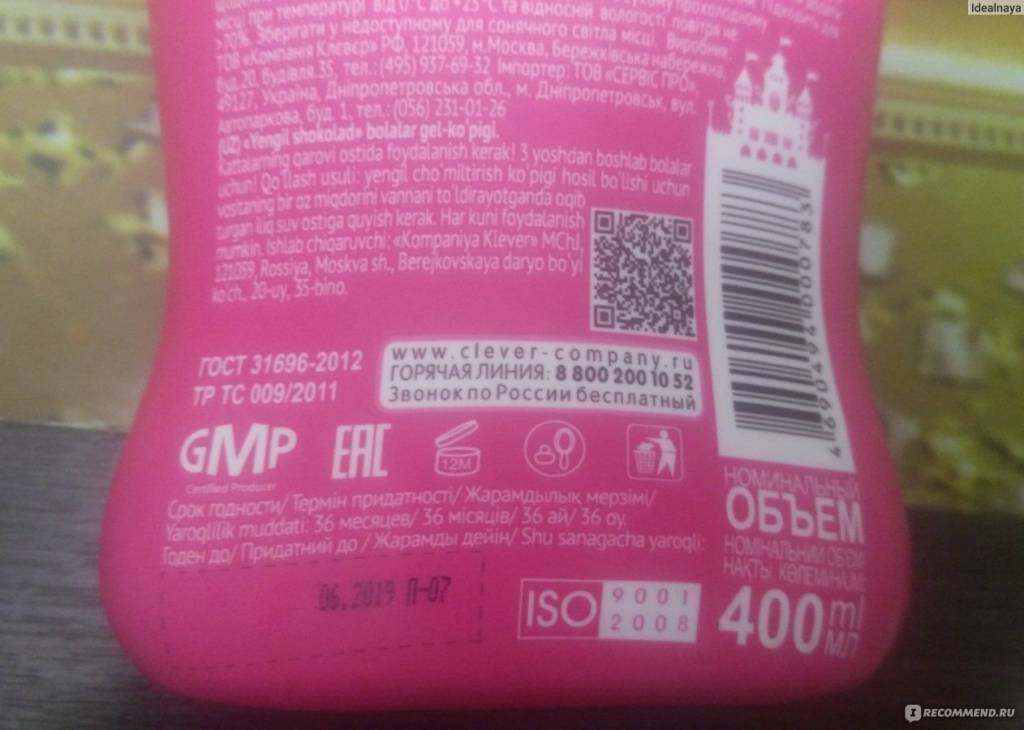 Idealnaya
місці при температурі від 0°С до +25°С та відносній вологості повітря не
>70%. Зберігати у недоступному для сонячного світла місці. Виробник:
ТОВ «Компанія Клевер» РФ, 121059, м.Москва, Бережківська набережна,
буд.20, будівля.35, тел.: (495) 937-69-32 Імпортер: ТОВ «СЕРВІС ПРО»,
49127, Україна, Дніпропетровська обл., м. Дніпропетровськ, вул.
Автопаркова, буд. 1, тел.: (056) 231-01-26
(UZ) «Yengil shokolad» bolalar gel-ko'pigi.
Kattalarning qarovi ostida foydalanish kerak! 3 yoshdan boshlab bolalar
uchun! Qo'llash usuli: yengil cho'miltirish ko'pigi hosil bo'lishi uchun
vositaning bir oz miqdorini vannani to'ldirayotganda oqib
turgan iliq suv ostiga quyish kerak. Har kuni foydalanish
mumkin. Ishlab chiqaruvchi: «Kompaniya Klever» MChJ,
121059, Rossiya, Moskva sh., Berejkovskaya daryo bo'yi
ko'ch., 20-uy, 35-bino.
ГОСТ 31696-2012
ТР ТС 009/2011
www.clever-company.ru
ГОРЯЧАЯ ЛИНИЯ: 8 800 200 10 52
Звонок по России бесплатный
4 690494 000783
GMP
Certified Producer
EAC
12M
Срок годности/ Термін придатності/ Жарамдылық мерзімі/
Yaroqlilik muddati: 36 месяцев/ 36 місяців/ 36 ай/ 36 oy.
Годен до/ Придатний до / Жарамды дейін/ Shu sanagacha yaroqli:
06.2019 П-07
ISO 9001
2008
НОМИНАЛЬНЫЙ
ОБЪЕМ
НОМІНАЛЬНИЙ ОБ'ЄМ
НАҚТЫ КӨЛЕМІ/HAJMI:
400 ml
МЛ
IRECOMMEND.RU